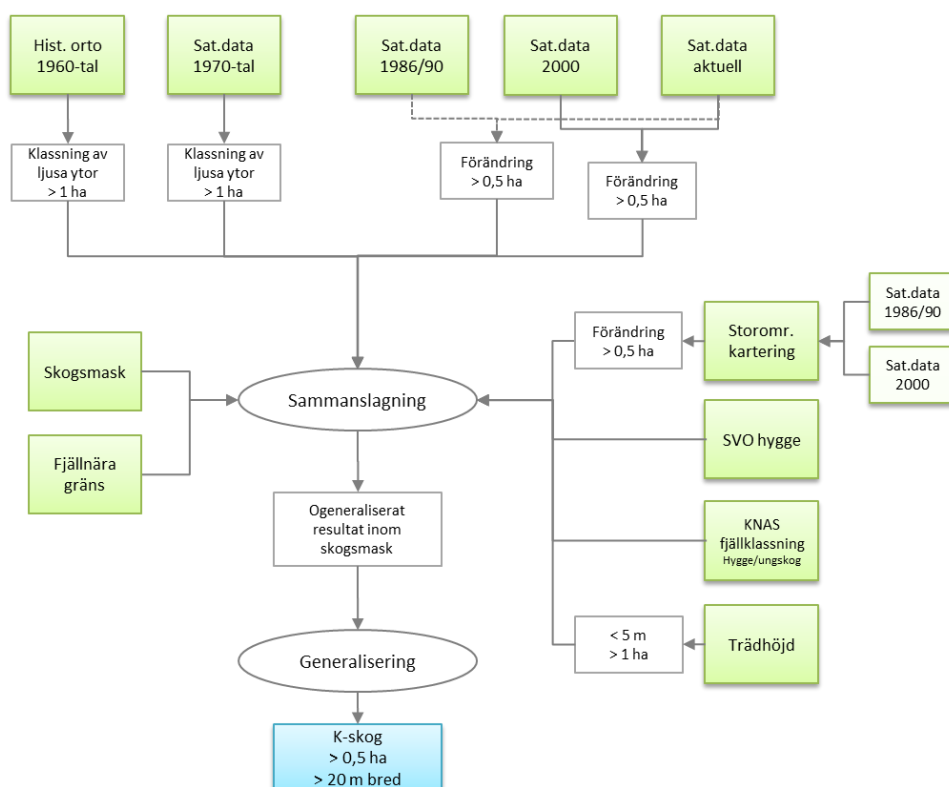 Hist. orto
1960-tal
Sat.data
1970-tal
Sat.data
1986/90
Sat.data
2000
Sat.data
aktuell
Klassning av
ljusa ytor
> 1 ha
Klassning av
ljusa ytor
> 1 ha
Förändring
> 0,5 ha
Förändring
> 0,5 ha
Sat.data
1986/90
Förändring
> 0,5 ha
Storomr.
kartering
Sat.data
2000
Skogsmask
Sammanslagning
SVO hygge
Fjällnära
gräns
Ogeneraliserat
resultat inom
skogsmask
KNAS
fjällklassning
Hygge/ungskog
< 5 m
> 1 ha
Trädhöjd
Generalisering
K-skog
> 0,5 ha
> 20 m bred